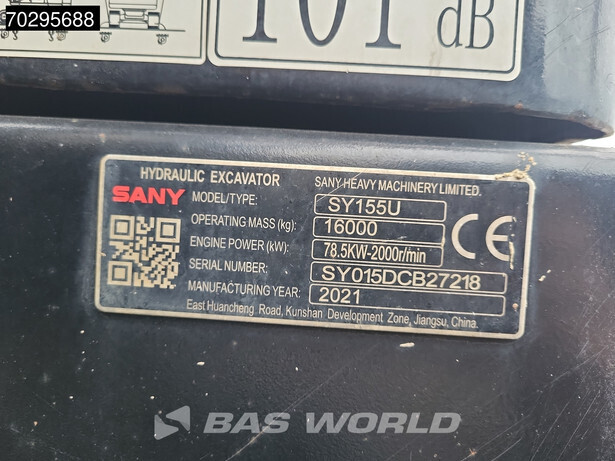 70295688
101 dB
HYDRAULIC EXCAVATOR SANY HEAVY MACHINERY LIMITED.
SANY MODEL/TYPE: SY155U
OPERATING MASS (kg): 16000
ENGINE POWER (kW): 78.5KW-2000r/min
SERIAL NUMBER: SY015DCB27218
MANUFACTURING YEAR: 2021
East Huancheng Road, Kunshan Development Zone, Jiangsu, China.
CE
BAS WORLD